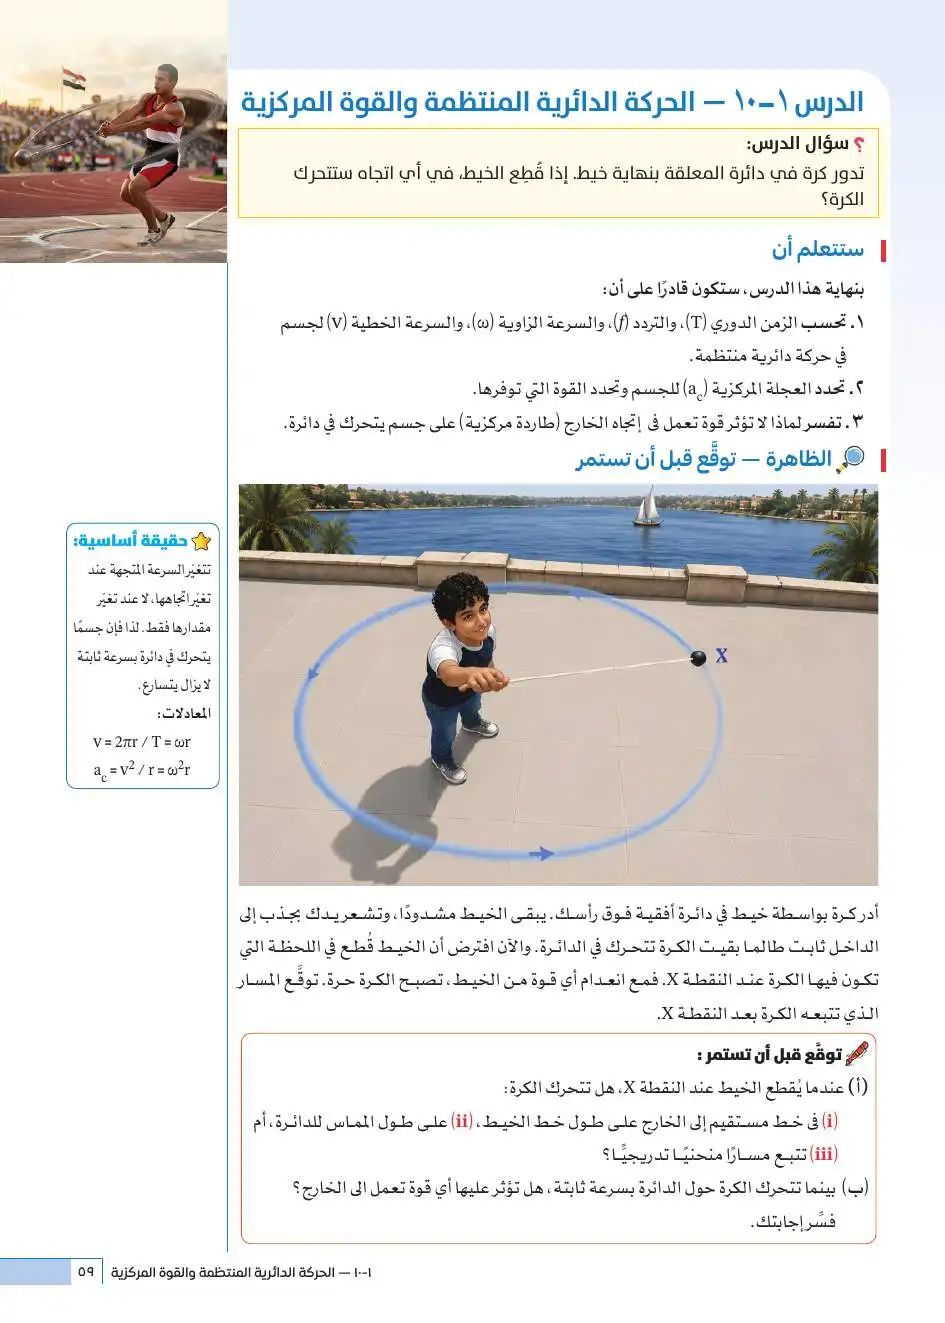 الدرس ١-١٠ — الحركة الدائرية المنتظمة والقوة المركزية
؟ سؤال الدرس:
تدور كرة في دائرة المعلقة بنهاية خيط. إذا قُطِع الخيط، في أي اتجاه ستتحرك
الكرة؟
ستتعلم أن
بنهاية هذا الدرس، ستكون قادرًا على أن:
١. تحسب الزمن الدوري (T)، والتردد (f)، والسرعة الزاوية (ω)، والسرعة الخطية (v) لجسم
في حركة دائرية منتظمة.
٢. تحدد العجلة المركزية (a_c) للجسم وتحدد القوة التي توفرها.
٣. تفسر لماذا لا تؤثر قوة تعمل فى إتجاه الخارج (طاردة مركزية) على جسم يتحرك في دائرة.
الظاهرة — توقَّع قبل أن تستمر
X
حقيقة أساسية:
تتغيّر السرعة المتجهة عند
تغيّر اتجاهها، لا عند تغيّر
مقدارها فقط. لذا فإن جسمًا
يتحرك في دائرة بسرعة ثابتة
لا يزال يتسارع.
المعادلات:
v = 2πr / T = ωr
a_c = v² / r = ω²r
أدر كرة بواسطة خيط في دائرة أفقية فوق رأسك. يبقى الخيط مشدودًا، وتشعر يدك بجذب إلى
الداخل ثابت طالما بقيت الكرة تتحرك في الدائرة. والآن افترض أن الخيط قُطع في اللحظة التي
تكون فيها الكرة عند النقطة X. فمع انعدام أي قوة من الخيط، تصبح الكرة حرة. توقَّع المسار
الذي تتبعه الكرة بعد النقطة X.
توقَّع قبل أن تستمر :
(أ) عندما يُقطع الخيط عند النقطة X، هل تتحرك الكرة:
(i) فى خط مستقيم إلى الخارج على طول خط الخيط، (ii) على طول المماس للدائرة، أم
(iii) تتبع مسارًا منحنيًا تدريجيًّا؟
(ب) بينما تتحرك الكرة حول الدائرة بسرعة ثابتة، هل تؤثر عليها أي قوة تعمل الى الخارج؟
فسِّر إجابتك.
١-١٠ — الحركة الدائرية المنتظمة والقوة المركزية
٥٩